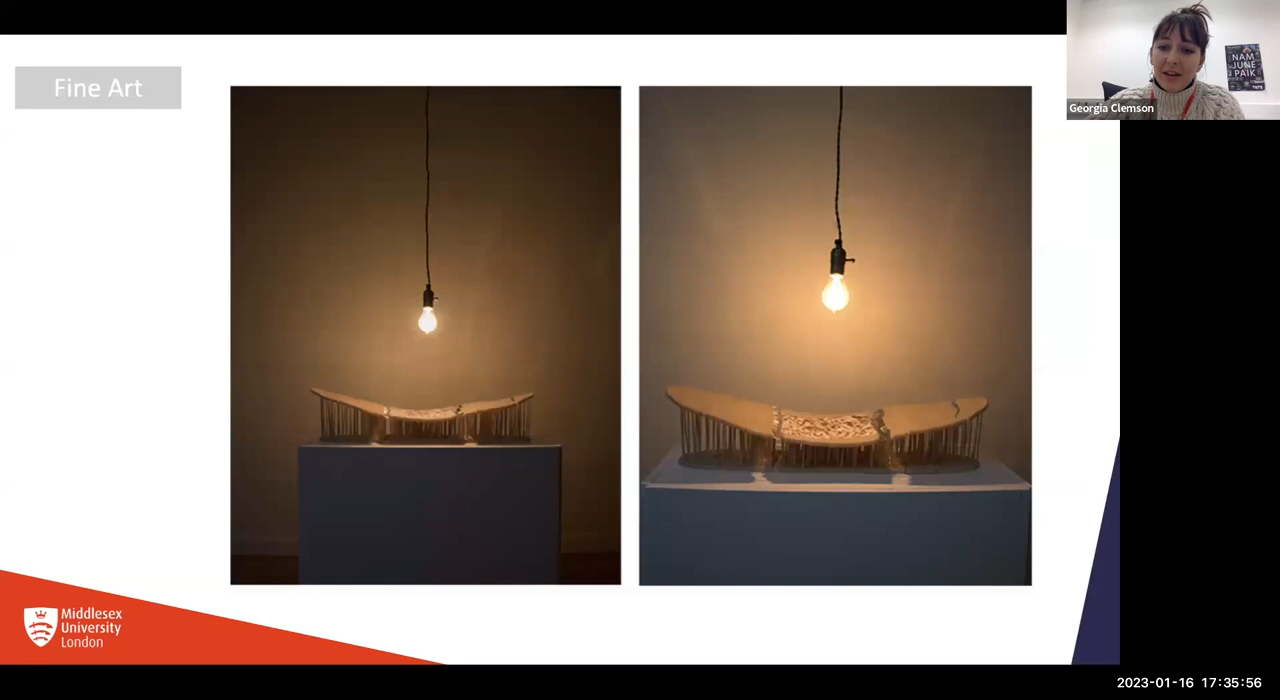 Fine Art
NAM
JUNE
PAIK
Georgia Clemson
Middlesex
University
London
2023-01-16 17:35:56